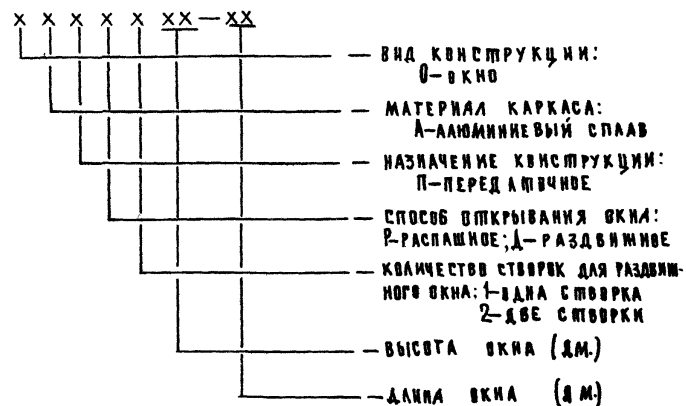 х х х х х хх — хх
— ВИД КОНСТРУКЦИИ:
О — ОКНО
— МАТЕРИАЛ КАРКАСА:
А — АЛЮМИНИЕВЫЙ СПЛАВ
— НАЗНАЧЕНИЕ КОНСТРУКЦИИ:
П — ПЕРЕДАТОЧНОЕ
— СПОСОБ ОТКРЫВАНИЯ ОКНА:
Р — РАСПАШНОЕ; Д — РАЗДВИЖНОЕ
— КОЛИЧЕСТВО СТВОРОК ДЛЯ РАЗДВИЖ-
НОГО ОКНА; 1 — ОДНА СТВОРКА
2 — ДВЕ СТВОРКИ
— ВЫСОТА ОКНА (ДМ.)
— ДЛИНА ОКНА (ДМ.)